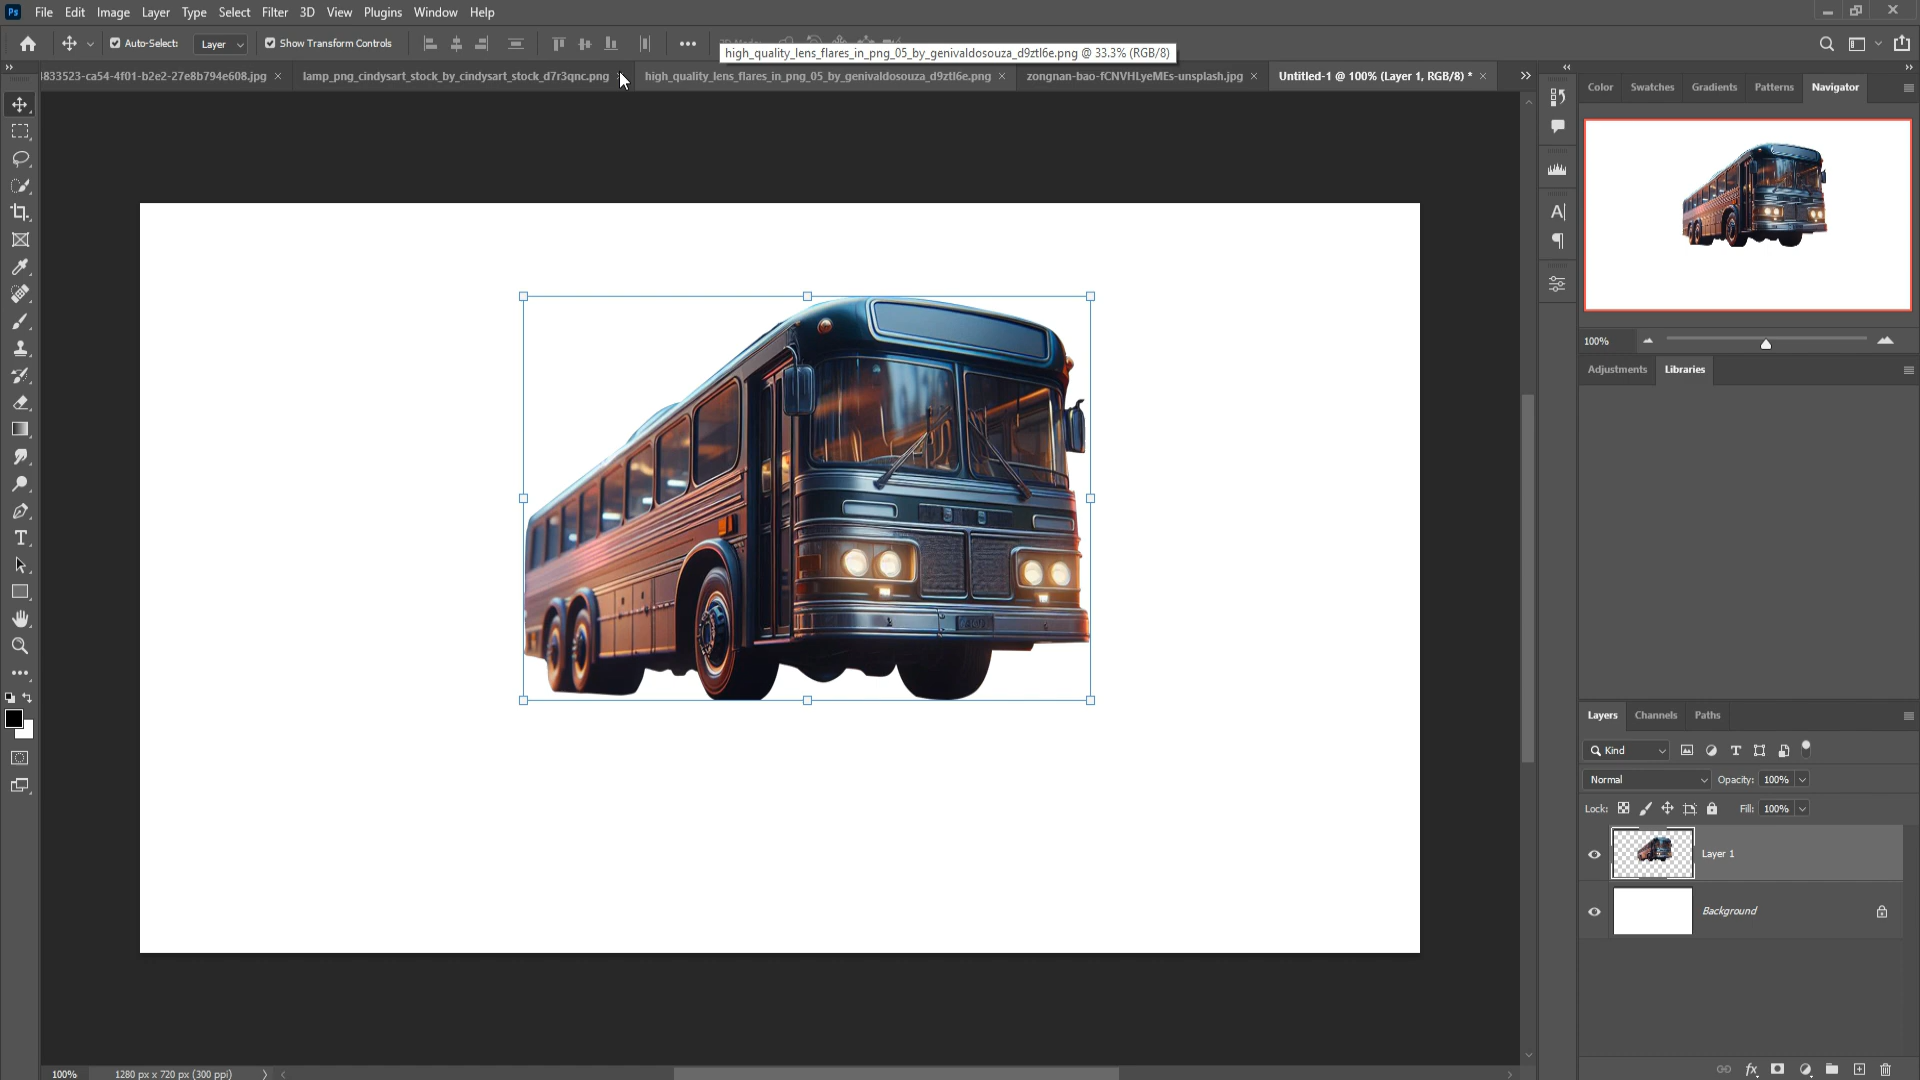 Ps File Edit Image Layer Type Select Filter 3D View Plugins Window Help
Auto-Select: Layer Show Transform Controls
high_quality_lens_flares_in_png_05_by_genivaldosouza_d9ztl6e.png @ 33.3% (RGB/8)
833523-ca54-4f01-b2e2-27e8b794e608.jpg × lamp_png_cindysart_stock_by_cindysart_stock_d7r3qnc.png high_quality_lens_flares_in_png_05_by_genivaldosouza_d9ztl6e.png × zongnan-bao-fCNVHLyeMEs-unsplash.jpg × Untitled-1 @ 100% (Layer 1, RGB/8) * ×
Color Swatches Gradients Patterns Navigator
100%
Adjustments Libraries
Layers Channels Paths
Kind
Normal Opacity: 100%
Lock: Fill: 100%
Layer 1
Background
100% 1280 px x 720 px (300 ppi)